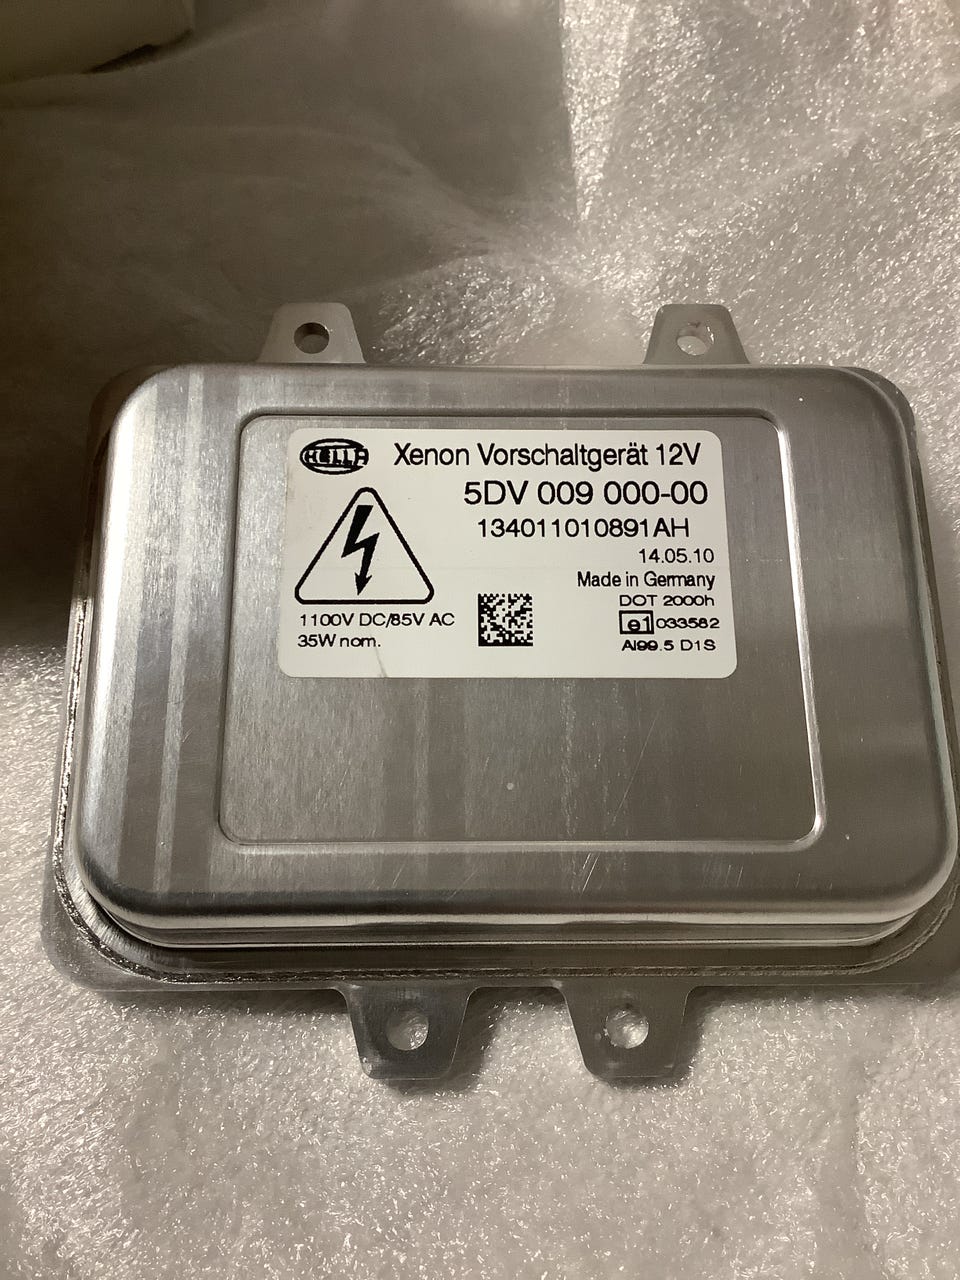 HELLA
Xenon Vorschaltgerät 12V
5DV 009 000-00
134011010891AH
14.05.10
Made in Germany
DOT 2000h
e1 033582
Al99.5 D1S
1100V DC/85V AC
35W nom.